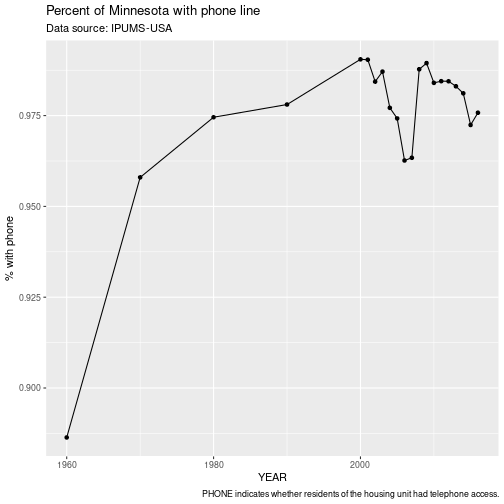 Percent of Minnesota with phone line
Data source: IPUMS-USA
% with phone
0.975
0.950
0.925
0.900
1960 1980 2000
YEAR
PHONE indicates whether residents of the housing unit had telephone access.